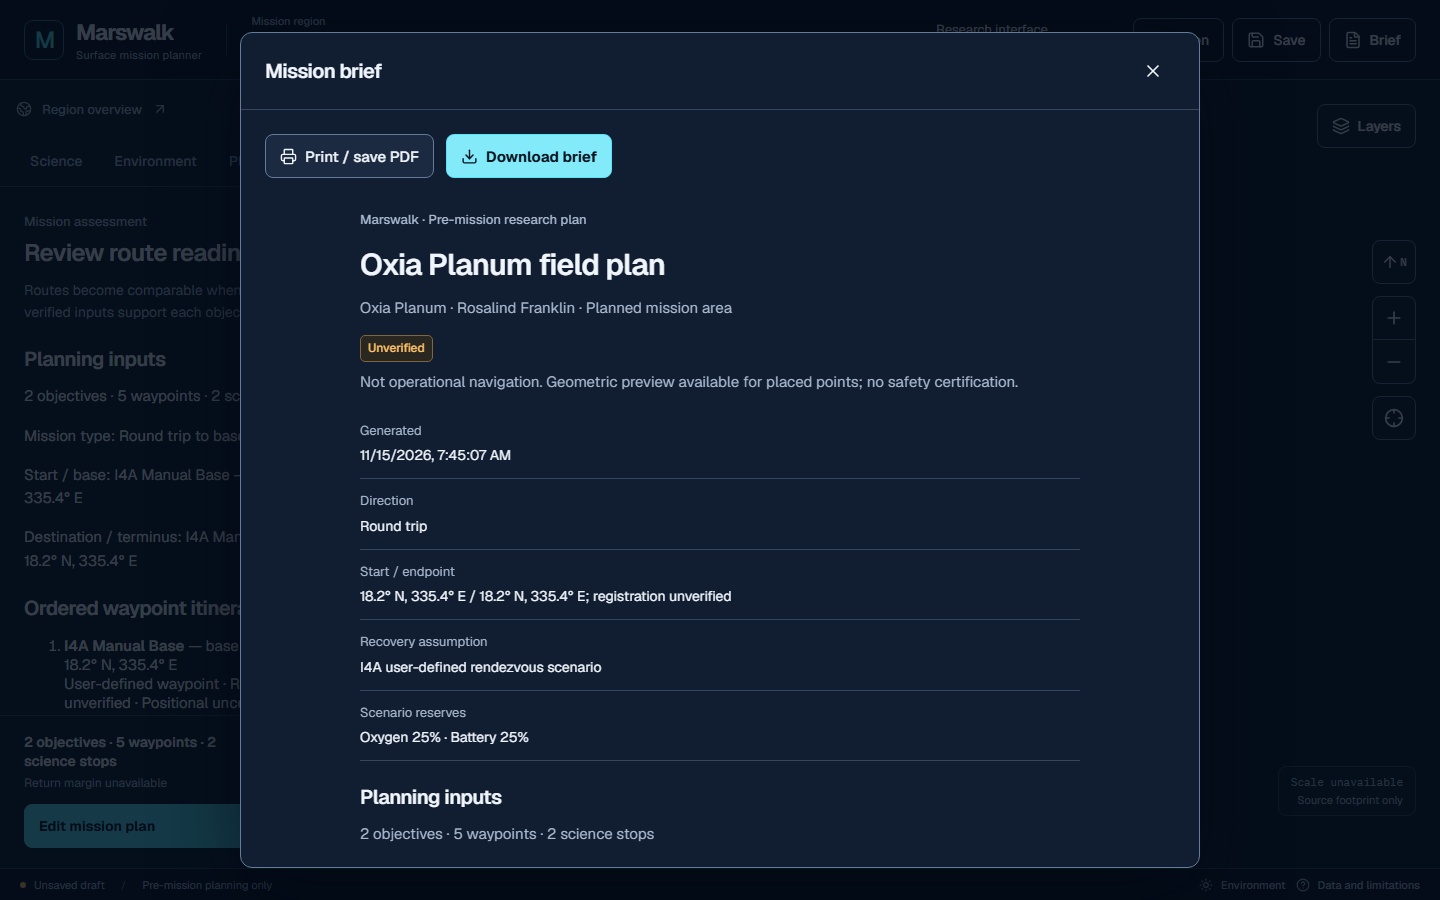 M
Marswalk
Surface mission planner
Mission region
Research interface
Save
Brief
Region overview
Science
Environment
Layers
Mission assessment
Review route readin
Routes become comparable when
verified inputs support each objec
Planning inputs
2 objectives · 5 waypoints · 2 sc
Mission type: Round trip to base
Start / base: I4A Manual Base –
335.4° E
Destination / terminus: I4A Man
18.2° N, 335.4° E
Ordered waypoint itinera
1. I4A Manual Base — base
18.2° N, 335.4° E
User-defined waypoint · R
unverified · Positional unc
2 objectives · 5 waypoints · 2
science stops
Return margin unavailable
Edit mission plan
Mission brief
Print / save PDF
Download brief
Marswalk · Pre-mission research plan
Oxia Planum field plan
Oxia Planum · Rosalind Franklin · Planned mission area
Unverified
Not operational navigation. Geometric preview available for placed points; no safety certification.
Generated
11/15/2026, 7:45:07 AM
Direction
Round trip
Start / endpoint
18.2° N, 335.4° E / 18.2° N, 335.4° E; registration unverified
Recovery assumption
I4A user-defined rendezvous scenario
Scenario reserves
Oxygen 25% · Battery 25%
Planning inputs
2 objectives · 5 waypoints · 2 science stops
N
Scale unavailable
Source footprint only
Unsaved draft / Pre-mission planning only
Environment
Data and limitations